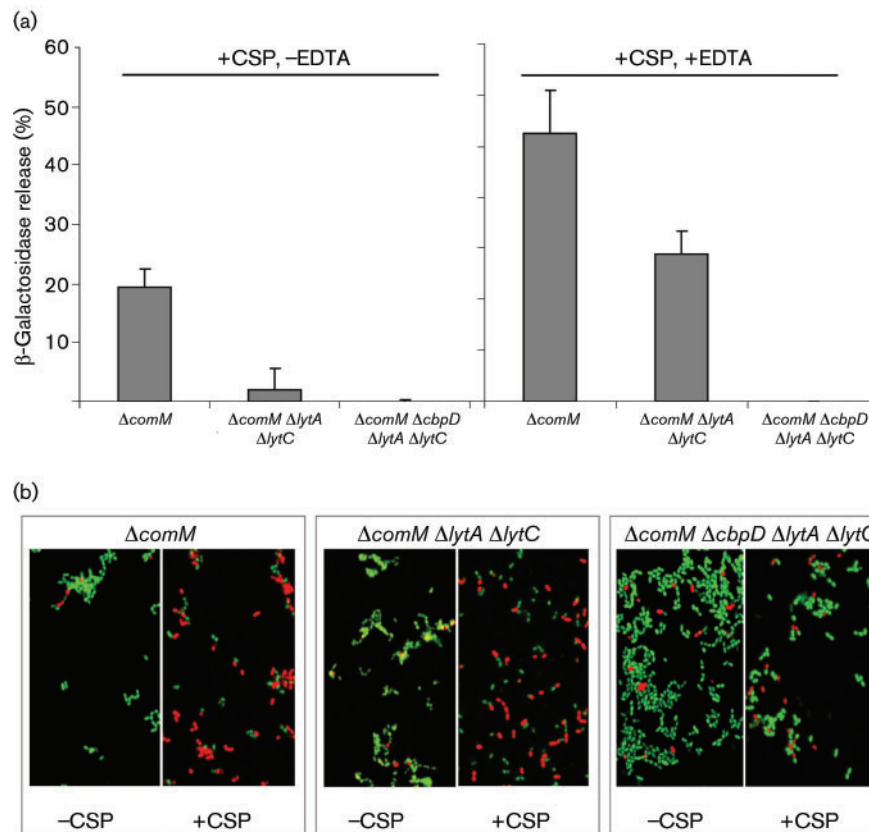 (a)
60
50
40
30
20
10
β-Galactosidase release (%)
+CSP, –EDTA
+CSP, +EDTA
ΔcomM
ΔcomM ΔlytA
ΔlytC
ΔcomM ΔcbpD
ΔlytA ΔlytC
ΔcomM
ΔcomM ΔlytA
ΔlytC
ΔcomM ΔcbpD
ΔlytA ΔlytC
(b)
ΔcomM
ΔcomM ΔlytA ΔlytC
ΔcomM ΔcbpD ΔlytA ΔlytC
–CSP +CSP
–CSP +CSP
–CSP +CSP